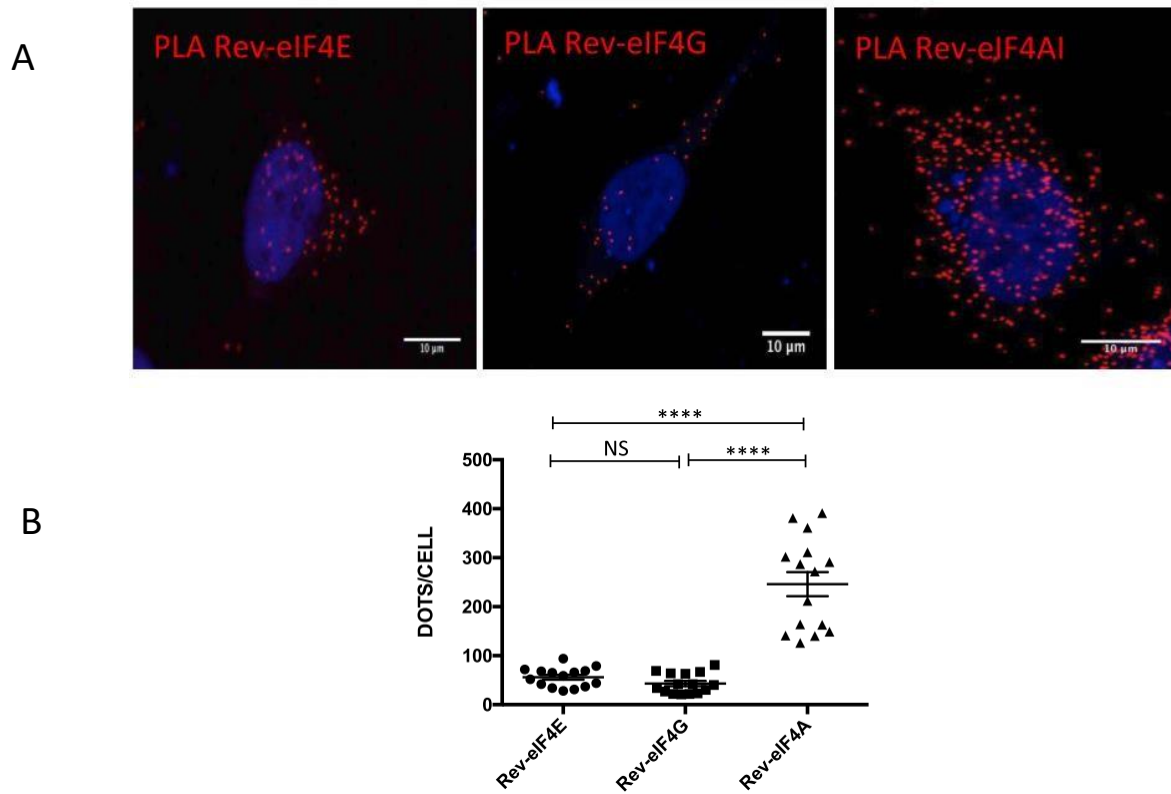 A
PLA Rev-eIF4E
PLA Rev-eIF4G
PLA Rev-eIF4AI
10 µm
10 µm
10 µm
B
****
NS
****
500
400
300
200
100
0
DOTS/CELL
Rev-eIF4E
Rev-eIF4G
Rev-eIF4A